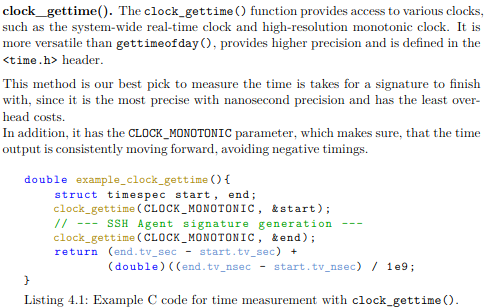 clock_gettime(). The clock_gettime() function provides access to various clocks,
such as the system-wide real-time clock and high-resolution monotonic clock. It is
more versatile than gettimeofday(), provides higher precision and is defined in the
<time.h> header.
This method is our best pick to measure the time is takes for a signature to finish
with, since it is the most precise with nanosecond precision and has the least over-
head costs.
In addition, it has the CLOCK_MONOTONIC parameter, which makes sure, that the time
output is consistently moving forward, avoiding negative timings.
double example_clock_gettime(){
struct timespec start, end;
clock_gettime(CLOCK_MONOTONIC, &start);
// --- SSH Agent signature generation ---
clock_gettime(CLOCK_MONOTONIC, &end);
return (end.tv_sec - start.tv_sec) +
(double)((end.tv_nsec - start.tv_nsec) / 1e9;
}
Listing 4.1: Example C code for time measurement with clock_gettime().